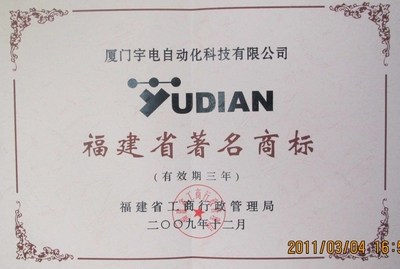 厦门宇电自动化科技有限公司
YUDIAN
福建省著名商标
(有效期三年)
福建省工商行政管理局
二〇〇九年十二月
2011/03/04 16:5